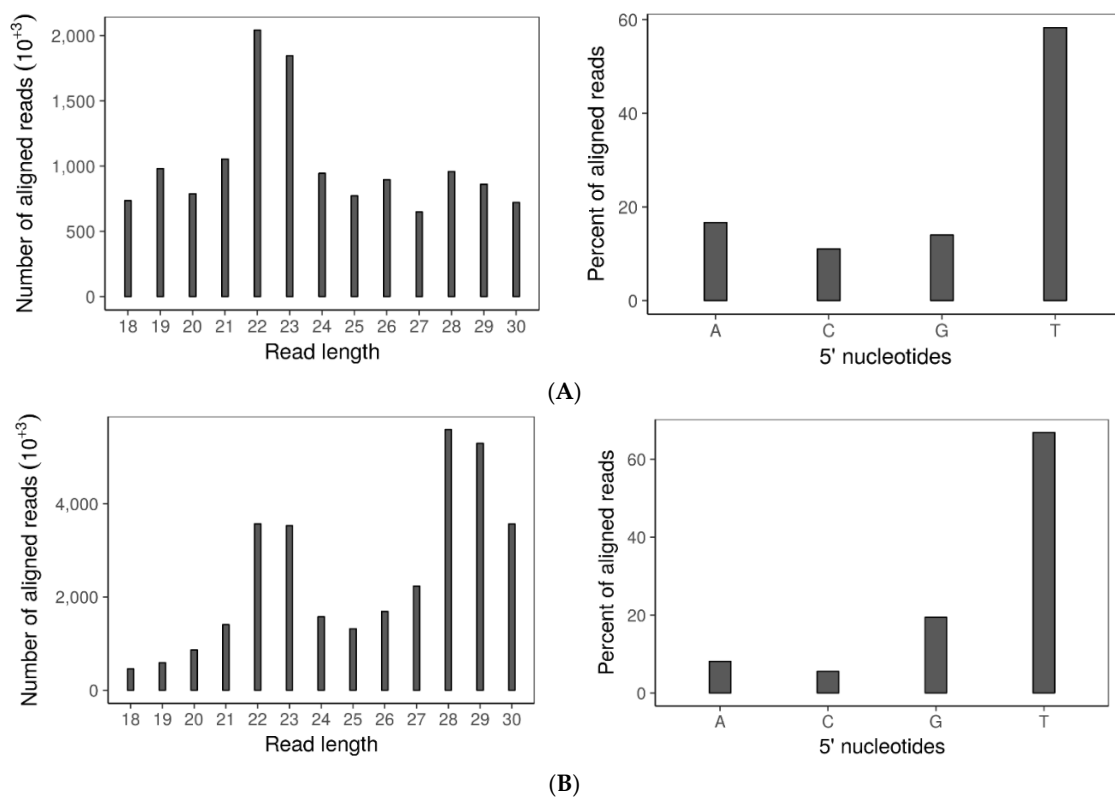 Number of aligned reads (10+3)
2,000
1,500
1,000
500
0
18 19 20 21 22 23 24 25 26 27 28 29 30
Read length
Percent of aligned reads
60
40
20
0
A C G T
5' nucleotides
(A)
Number of aligned reads (10+3)
4,000
2,000
0
18 19 20 21 22 23 24 25 26 27 28 29 30
Read length
Percent of aligned reads
60
40
20
0
A C G T
5' nucleotides
(B)